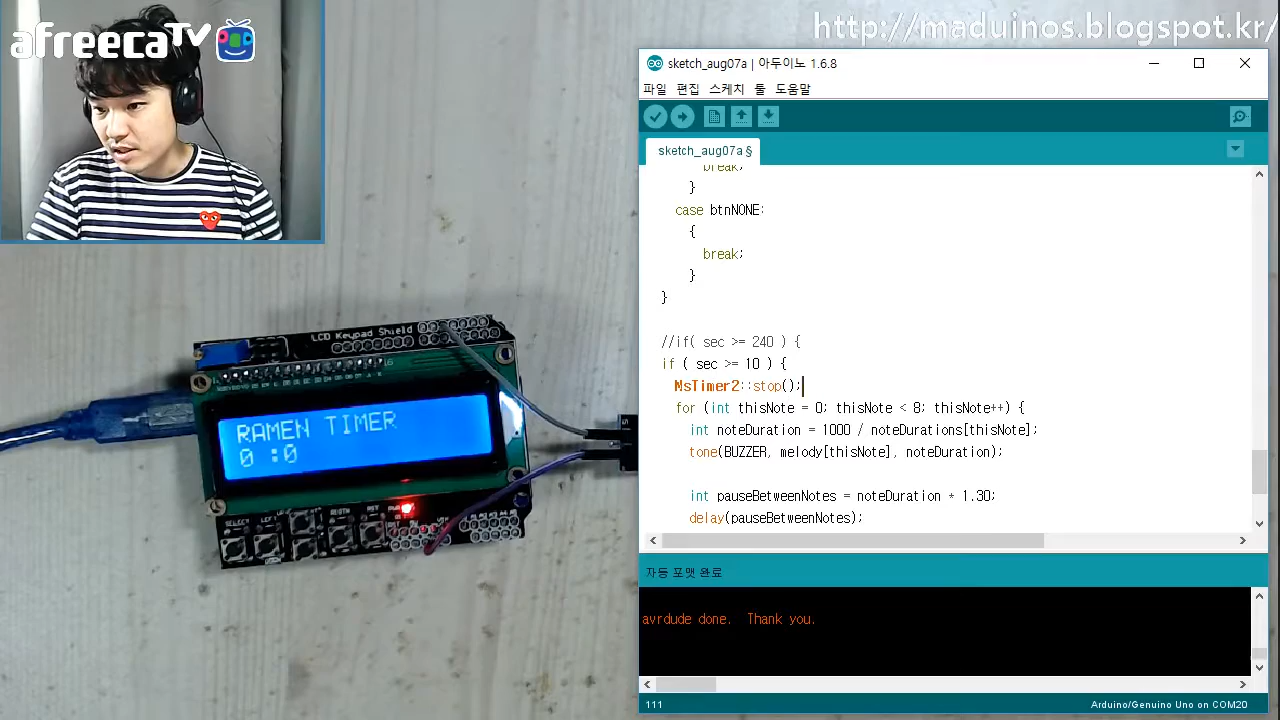 afreecaTV
http://maduinos.blogspot.kr/
sketch_aug07a | 아두이노 1.6.8
파일 편집 스케치 툴 도움말
sketch_aug07a §
break;
}
case btnNONE:
{
break;
}
}
//if( sec >= 240 ) {
if ( sec >= 10 ) {
MsTimer2::stop();
for (int thisNote = 0; thisNote < 8; thisNote++) {
int noteDuration = 1000 / noteDurations[thisNote];
tone(BUZZER, melody[thisNote], noteDuration);
int pauseBetweenNotes = noteDuration * 1.30;
delay(pauseBetweenNotes);
자동 포맷 완료
avrdude done. Thank you.
111
Arduino/Genuino Uno on COM20
LCD Keypad Shield
RAMEN TIMER
0 :0
SELECT LEFT
RST